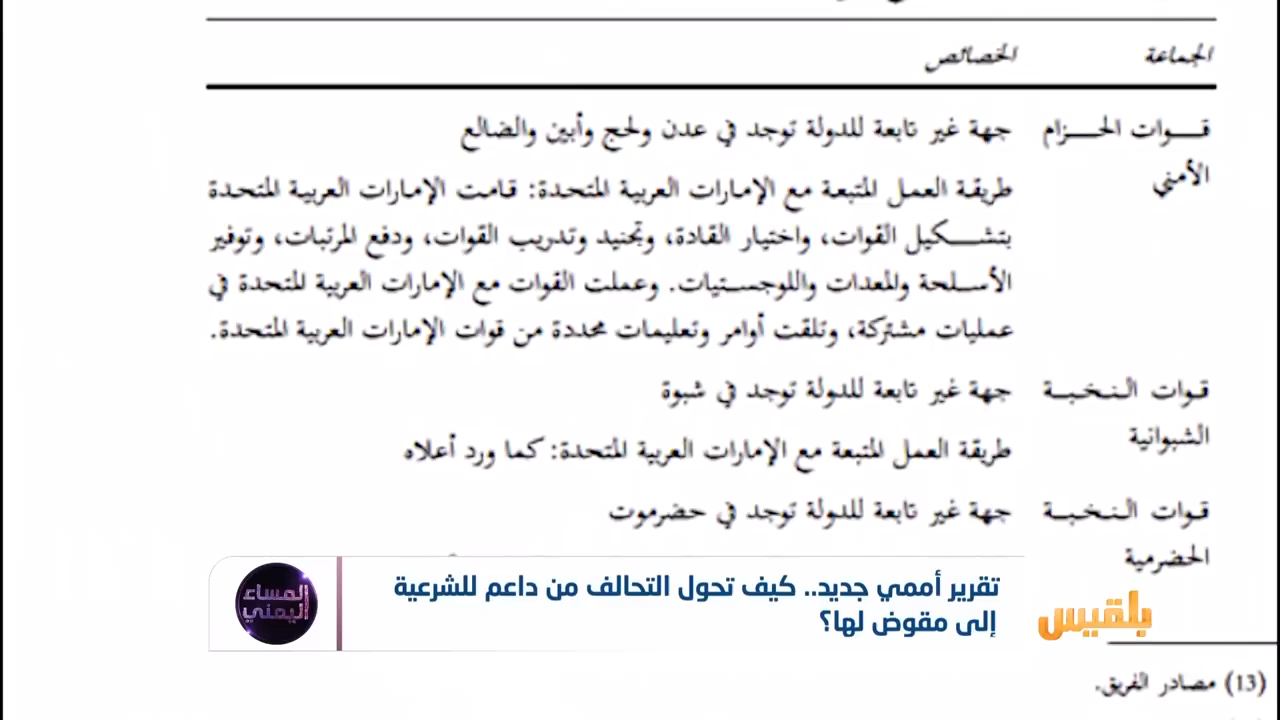 الجماعة الخصائص
قوات الحزام جهة غير تابعة للدولة توجد في عدن ولحج وأبين والضالع
الأمني
طريقة العمل المتبعة مع الإمارات العربية المتحدة: قامت الإمارات العربية المتحدة
بتشكيل القوات، واختيار القادة، وتجنيد وتدريب القوات، ودفع المرتبات، وتوفير
الأسلحة والمعدات واللوجستيات. وعملت القوات مع الإمارات العربية المتحدة في
عمليات مشتركة، وتلقت أوامر وتعليمات محددة من قوات الإمارات العربية المتحدة.
قوات النخبة جهة غير تابعة للدولة توجد في شبوة
الشبوانية
طريقة العمل المتبعة مع الإمارات العربية المتحدة: كما ورد أعلاه
قوات النخبة جهة غير تابعة للدولة توجد في حضرموت
الحضرمية
تقرير أممي جديد.. كيف تحول التحالف من داعم للشرعية
إلى مقوض لها؟
المساء
اليمني
بلقيس
(13) مصادر الفريق.